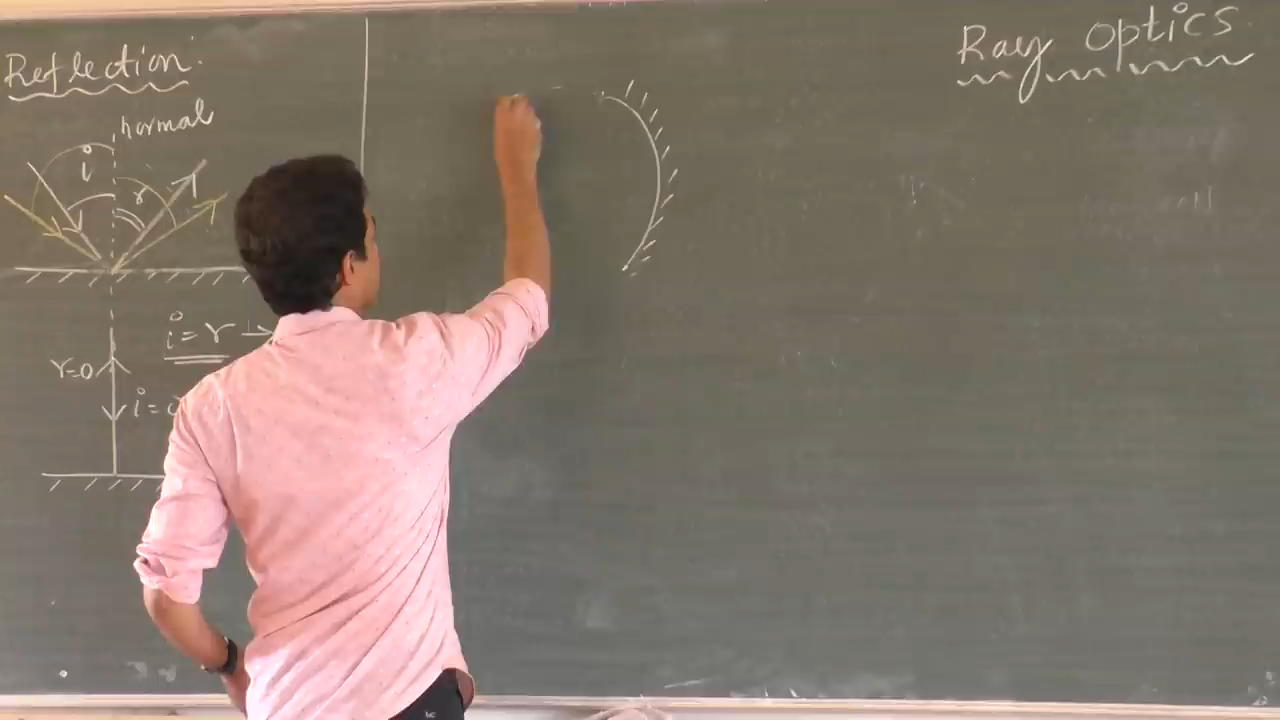 Reflection:
normal
i
r
i = r →
r=0
i =
Ray Optics